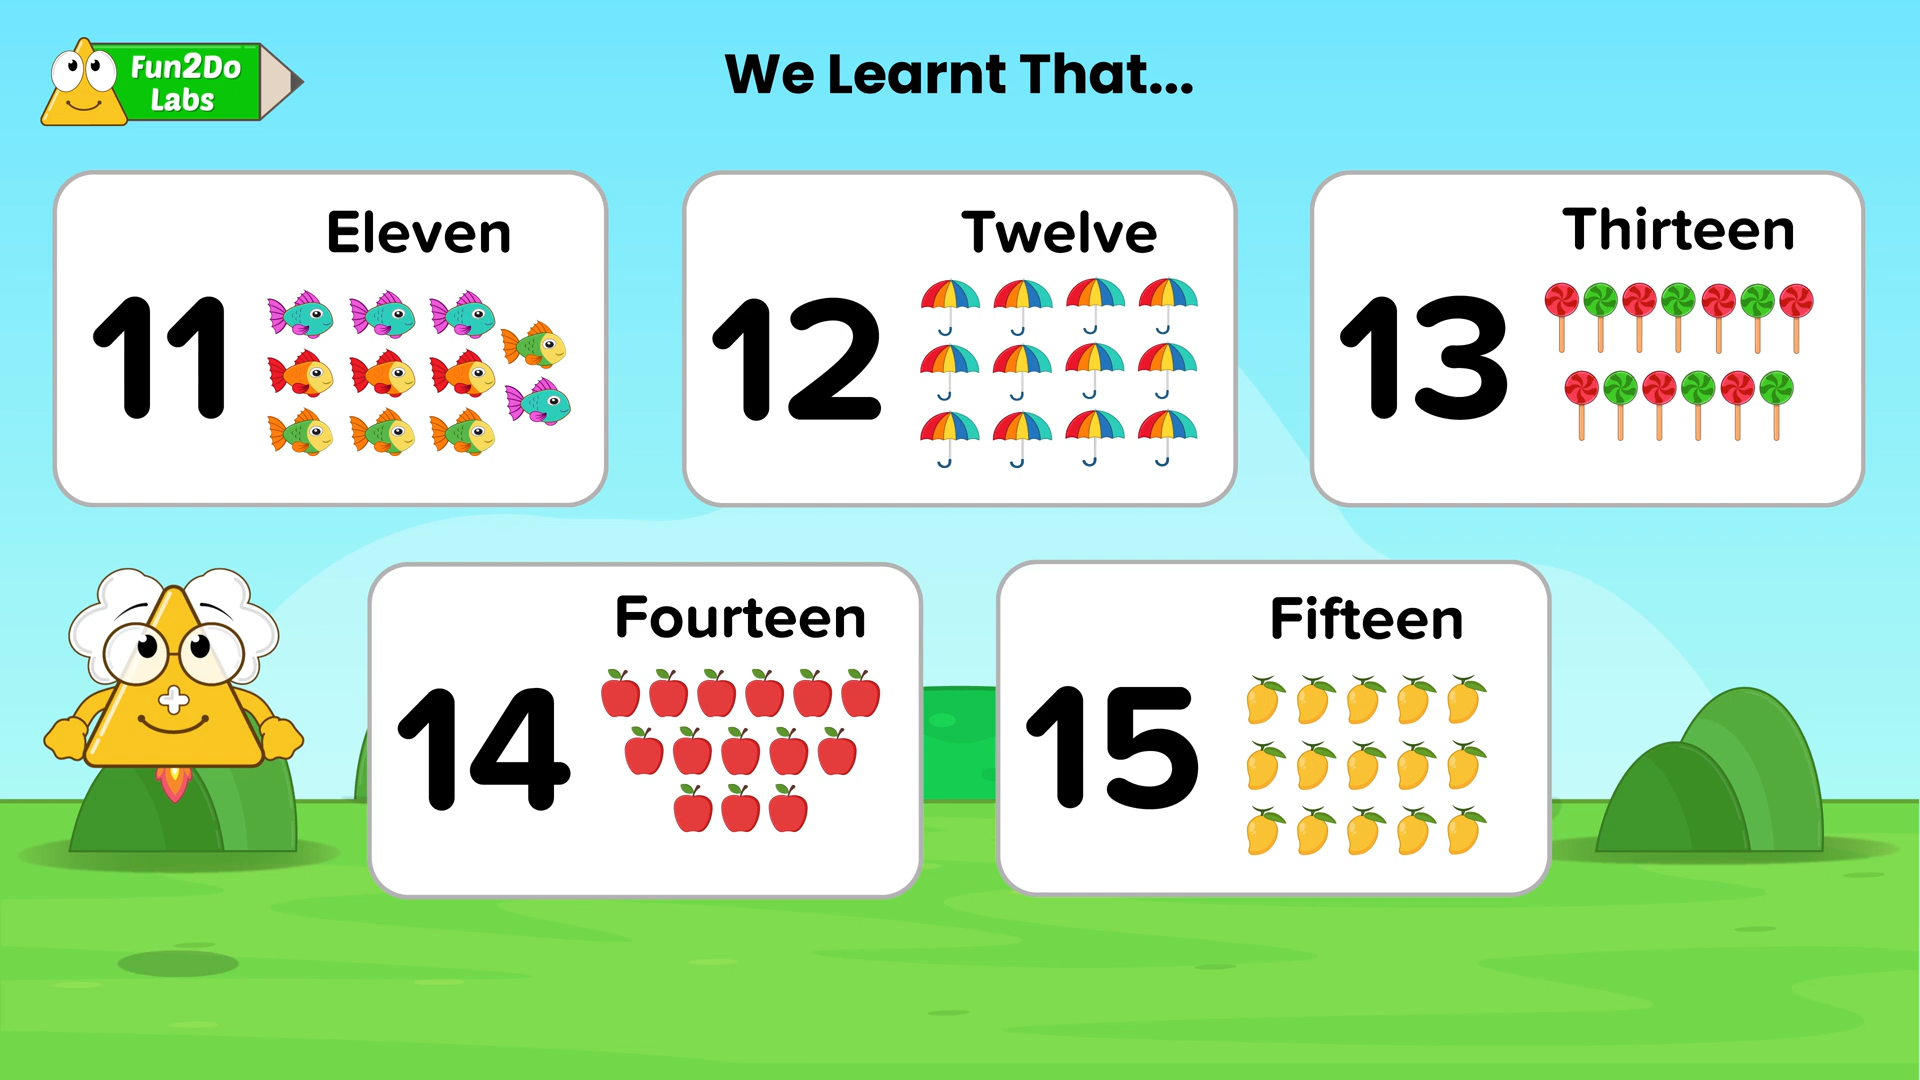 Fun2Do
Labs
We Learnt That...
Eleven
11
Twelve
12
Thirteen
13
Fourteen
14
Fifteen
15